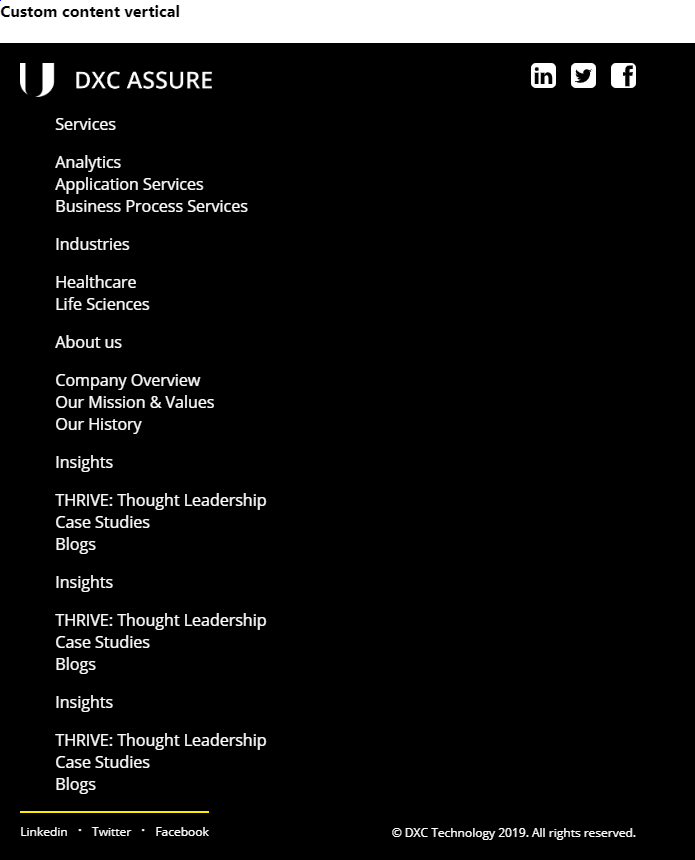 Custom content vertical
DXC ASSURE
Services
Analytics
Application Services
Business Process Services
Industries
Healthcare
Life Sciences
About us
Company Overview
Our Mission & Values
Our History
Insights
THRIVE: Thought Leadership
Case Studies
Blogs
Insights
THRIVE: Thought Leadership
Case Studies
Blogs
Insights
THRIVE: Thought Leadership
Case Studies
Blogs
Linkedin · Twitter · Facebook
© DXC Technology 2019. All rights reserved.